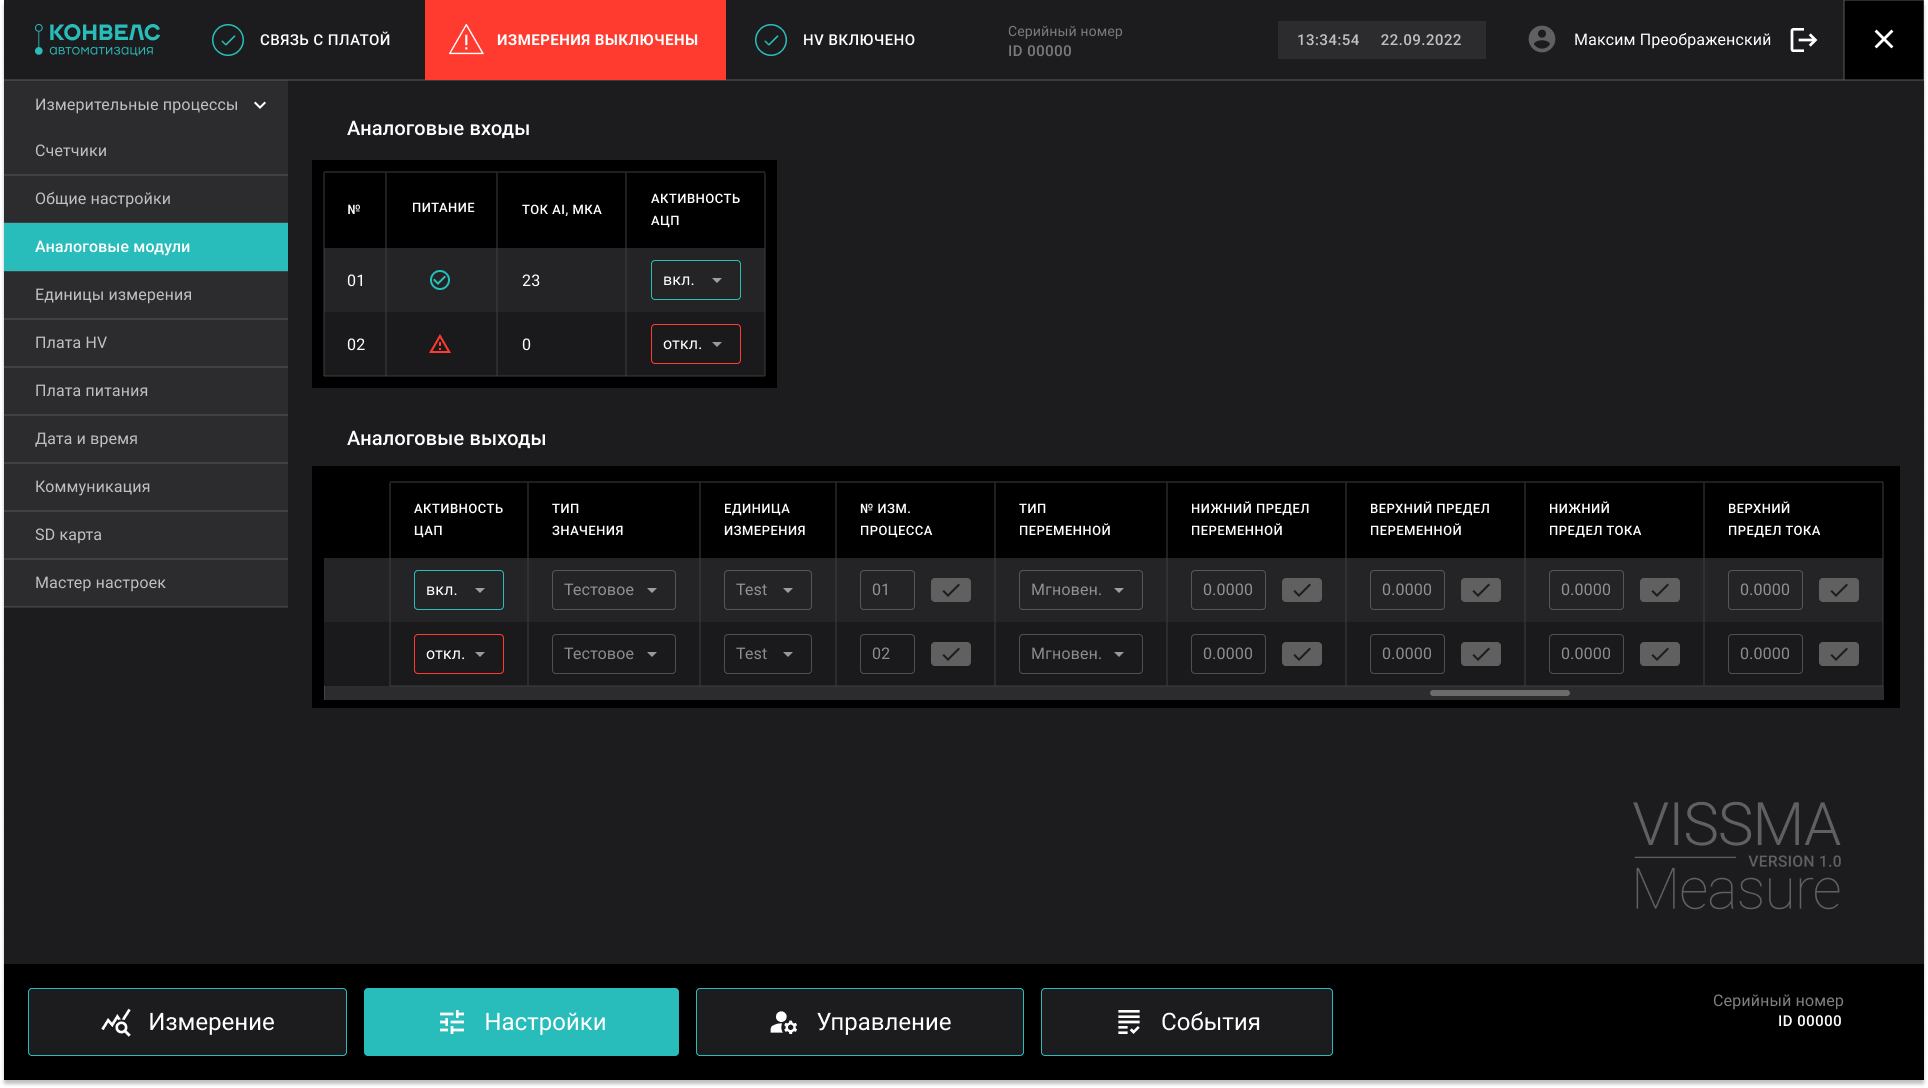 КОНВЕЛС
автоматизация
СВЯЗЬ С ПЛАТОЙ
ИЗМЕРЕНИЯ ВЫКЛЮЧЕНЫ
HV ВКЛЮЧЕНО
Серийный номер
ID 00000
13:34:54 22.09.2022
Максим Преображенский
Измерительные процессы
Счетчики
Общие настройки
Аналоговые модули
Единицы измерения
Плата HV
Плата питания
Дата и время
Коммуникация
SD карта
Мастер настроек
Аналоговые входы
№ ПИТАНИЕ ТОК AI, МКА АКТИВНОСТЬ АЦП
01 23 вкл.
02 0 откл.
Аналоговые выходы
АКТИВНОСТЬ ЦАП ТИП ЗНАЧЕНИЯ ЕДИНИЦА ИЗМЕРЕНИЯ № ИЗМ. ПРОЦЕССА ТИП ПЕРЕМЕННОЙ НИЖНИЙ ПРЕДЕЛ ПЕРЕМЕННОЙ ВЕРХНИЙ ПРЕДЕЛ ПЕРЕМЕННОЙ НИЖНИЙ ПРЕДЕЛ ТОКА ВЕРХНИЙ ПРЕДЕЛ ТОКА
вкл. Тестовое Test 01 Мгновен. 0.0000 0.0000 0.0000 0.0000
откл. Тестовое Test 02 Мгновен. 0.0000 0.0000 0.0000 0.0000
VISSMA
VERSION 1.0
Measure
Измерение
Настройки
Управление
События
Серийный номер
ID 00000